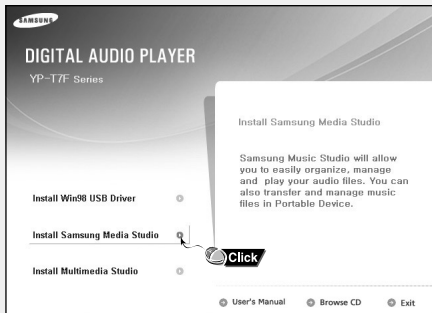 SAMSUNG
DIGITAL AUDIO PLAYER
YP-T7F Series
Install Samsung Media Studio
Samsung Music Studio will allow
you to easily organize, manage
and play your audio files. You can
also transfer and manage music
files in Portable Device.
Install Win98 USB Driver
Install Samsung Media Studio
Install Multimedia Studio
Click
User's Manual
Browse CD
Exit